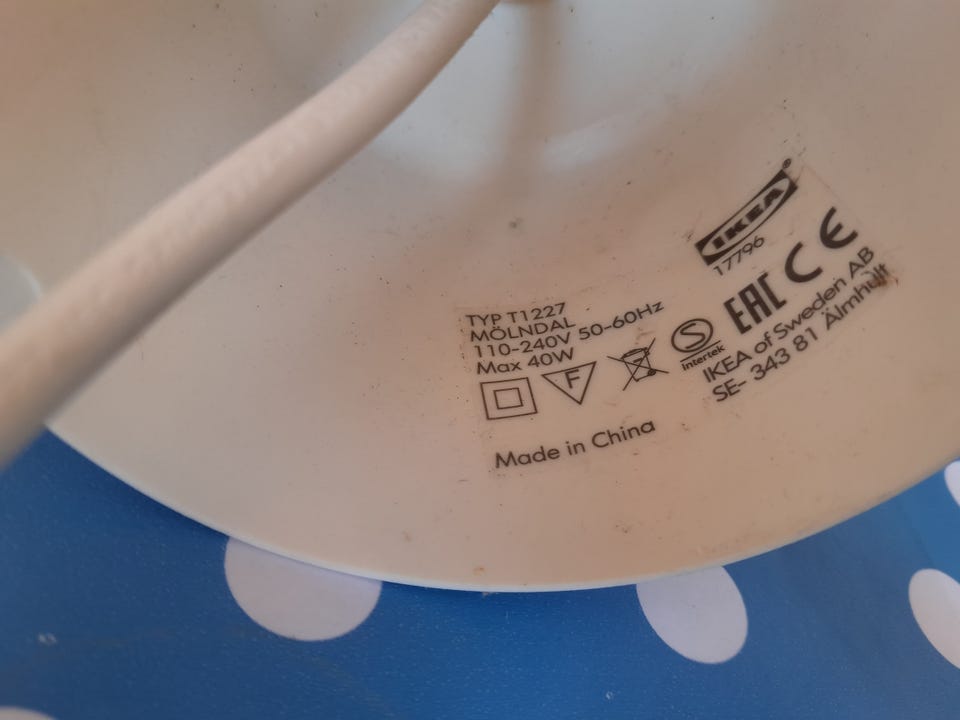 TYP T1227
MÖLNDAL
110-240V 50-60Hz
Max 40W
F
Made in China
S
Intertek
IKEA®
17796
EAC CE
IKEA of Sweden AB
SE- 343 81 Älmhult